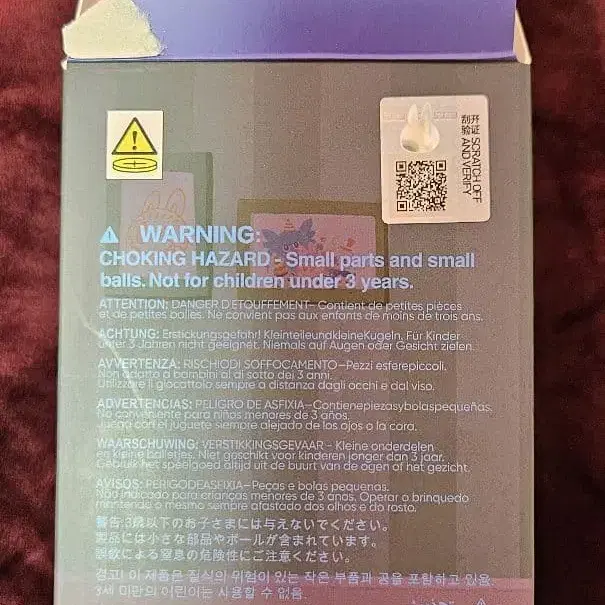 刮开
验证
SCRATCH OFF
AND VERIFY
WARNING:
CHOKING HAZARD - Small parts and small
balls. Not for children under 3 years.
ATTENTION: DANGER D'ETOUFFEMENT–Contient de petites pièces
et de petites balles. Ne convient pas aux enfants de moins de trois ans.
ACHTUNG: Erstickungsgefahr! KleinteileundkleineKugeln. Für Kinder
unter 3 Jahren nicht geeignet. Niemals auf Augen oder Gesicht zielen.
AVVERTENZA: RISCHIODI SOFFOCAMENTO–Pezzi esferepiccoli.
Non adatto a bambini al di sotto dei 3 anni.
Utilizzare il giocattolo sempre a distanza dagli occhi e dal viso.
ADVERTENCIAS: PELIGRO DE ASFIXIA–Contienepiezasybolaspequeñas.
No conveniente para niños menores de 3 años.
Juega con el juguete siempre alejado de los ojos o la cara.
WAARSCHUWING: VERSTIKKINGSGEVAAR - Kleine onderdelen
en kleine balletjes. Niet geschikt voor kinderen jonger dan 3 jaar.
Gebruik het speelgoed altijd uit de buurt van de ogen of het gezicht.
AVISOS: PERIGODEASFIXIA–Peças e bolas pequenas.
Não indicado para crianças menores de 3 anos. Operar o brinquedo
mantendo o mesmo sempre afastado dos olhos e do rosto.
警告:3歳以下のお子さまには与えないでください。
製品には小さな部品やボールが含まれています。
誤飲による窒息の危険性にご注意ください。
경고! 이 제품은 질식의 위험이 있는 작은 부품과 공을 포함하고 있음.
3세 미만의 어린이는 사용할 수 없음.